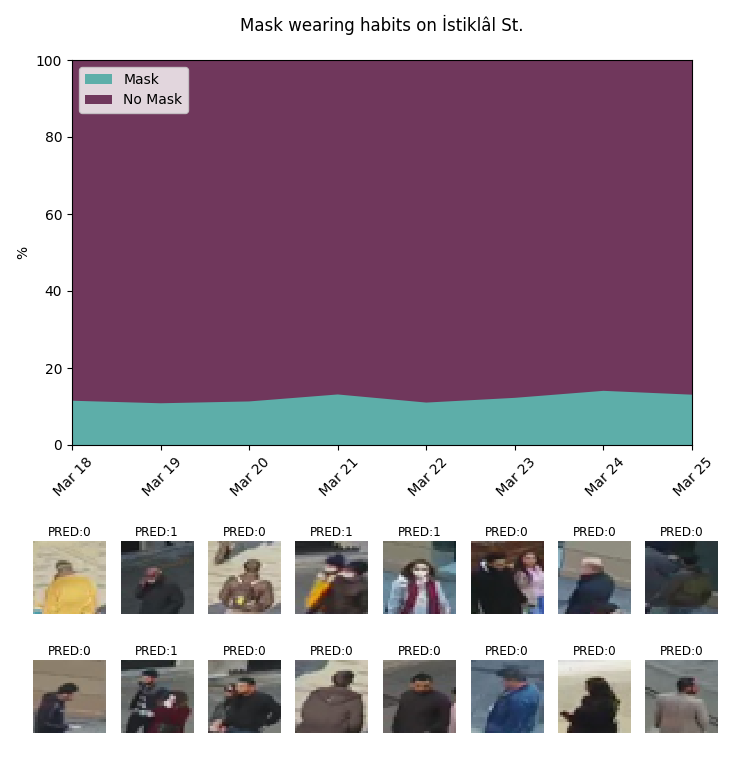 Mask wearing habits on İstiklâl St.
Mask
No Mask
%
100
80
60
40
20
0
Mar 18 Mar 19 Mar 20 Mar 21 Mar 22 Mar 23 Mar 24 Mar 25
PRED:0 PRED:1 PRED:0 PRED:1 PRED:1 PRED:0 PRED:0 PRED:0
PRED:0 PRED:1 PRED:0 PRED:0 PRED:0 PRED:0 PRED:0 PRED:0